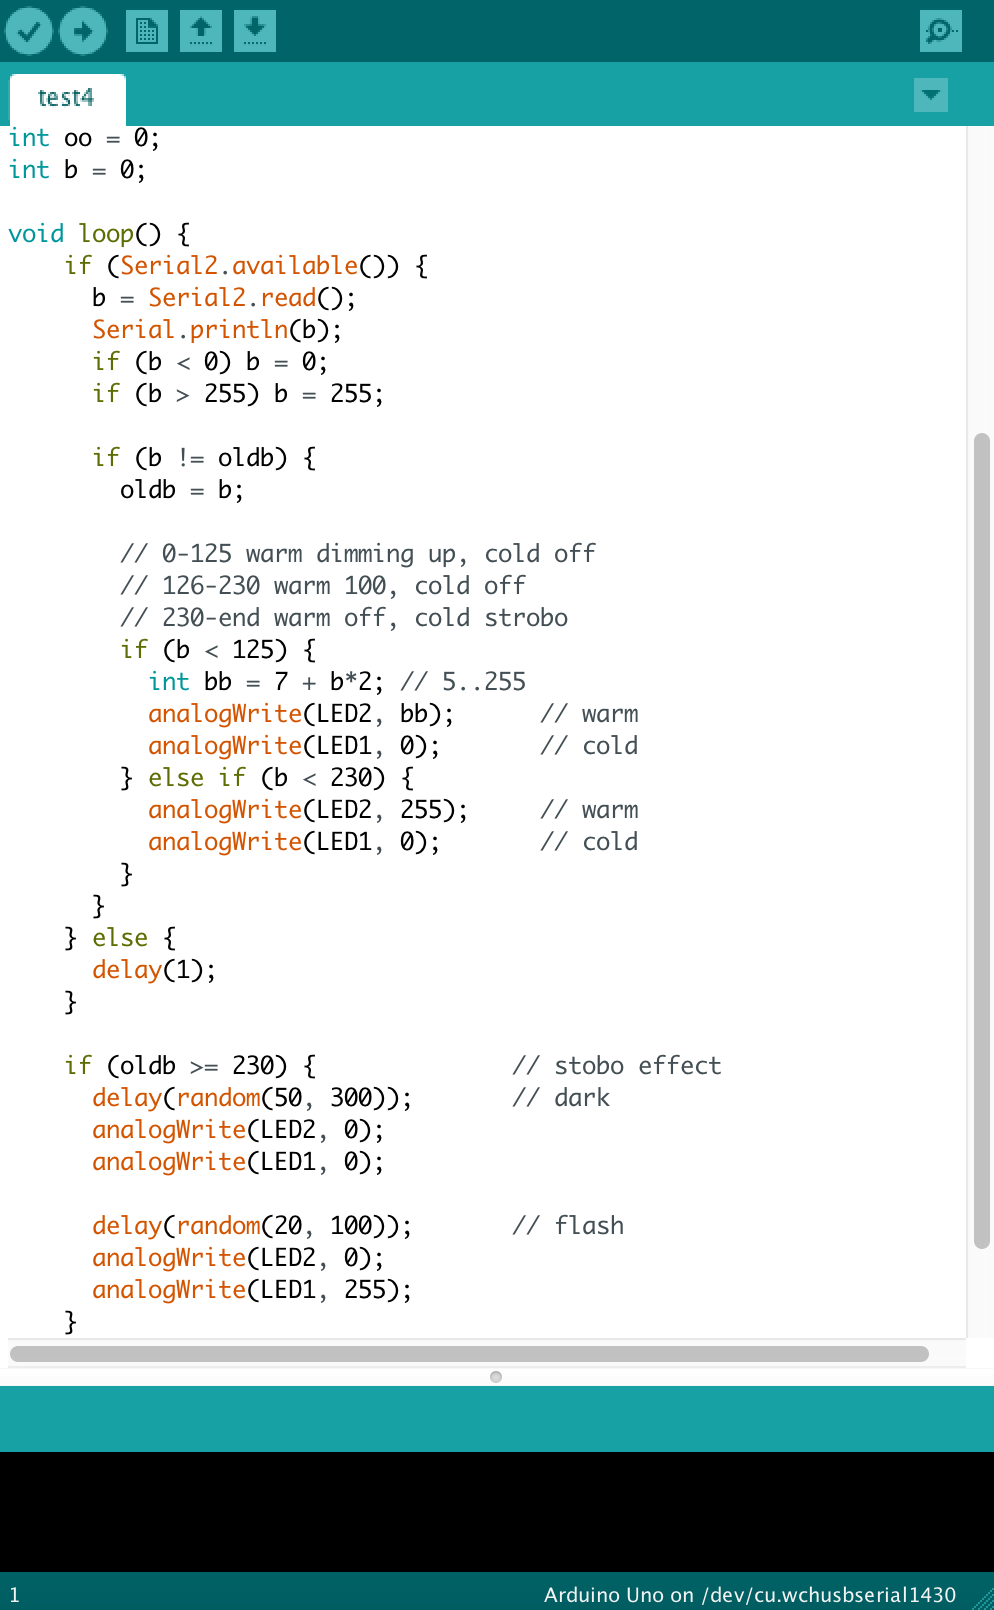 test4
int oo = 0;
int b = 0;
void loop() {
if (Serial2.available()) {
b = Serial2.read();
Serial.println(b);
if (b < 0) b = 0;
if (b > 255) b = 255;
if (b != oldb) {
oldb = b;
// 0-125 warm dimming up, cold off
// 126-230 warm 100, cold off
// 230-end warm off, cold strobo
if (b < 125) {
int bb = 7 + b*2; // 5..255
analogWrite(LED2, bb); // warm
analogWrite(LED1, 0); // cold
} else if (b < 230) {
analogWrite(LED2, 255); // warm
analogWrite(LED1, 0); // cold
}
}
} else {
delay(1);
}
if (oldb >= 230) { // stobo effect
delay(random(50, 300)); // dark
analogWrite(LED2, 0);
analogWrite(LED1, 0);
delay(random(20, 100)); // flash
analogWrite(LED2, 0);
analogWrite(LED1, 255);
}
1 Arduino Uno on /dev/cu.wchusbserial1430